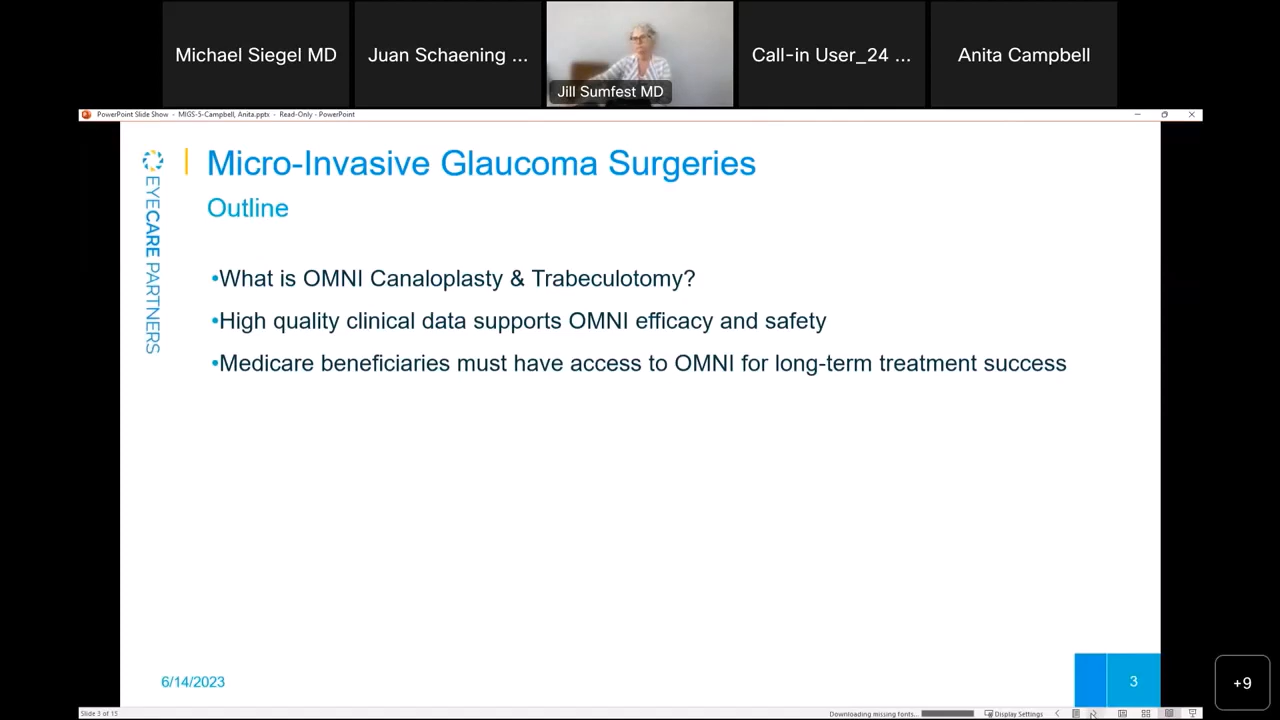 Michael Siegel MD
Juan Schaening ...
Jill Sumfest MD
Call-in User_24 ...
Anita Campbell
PowerPoint Slide Show - MIGS-5-Campbell, Anita.pptx - Read-Only - PowerPoint
EYECARE PARTNERS
Micro-Invasive Glaucoma Surgeries
Outline
•What is OMNI Canaloplasty & Trabeculotomy?
•High quality clinical data supports OMNI efficacy and safety
•Medicare beneficiaries must have access to OMNI for long-term treatment success
6/14/2023
3
+9
Slide 3 of 15
Downloading missing fonts...
Display Settings